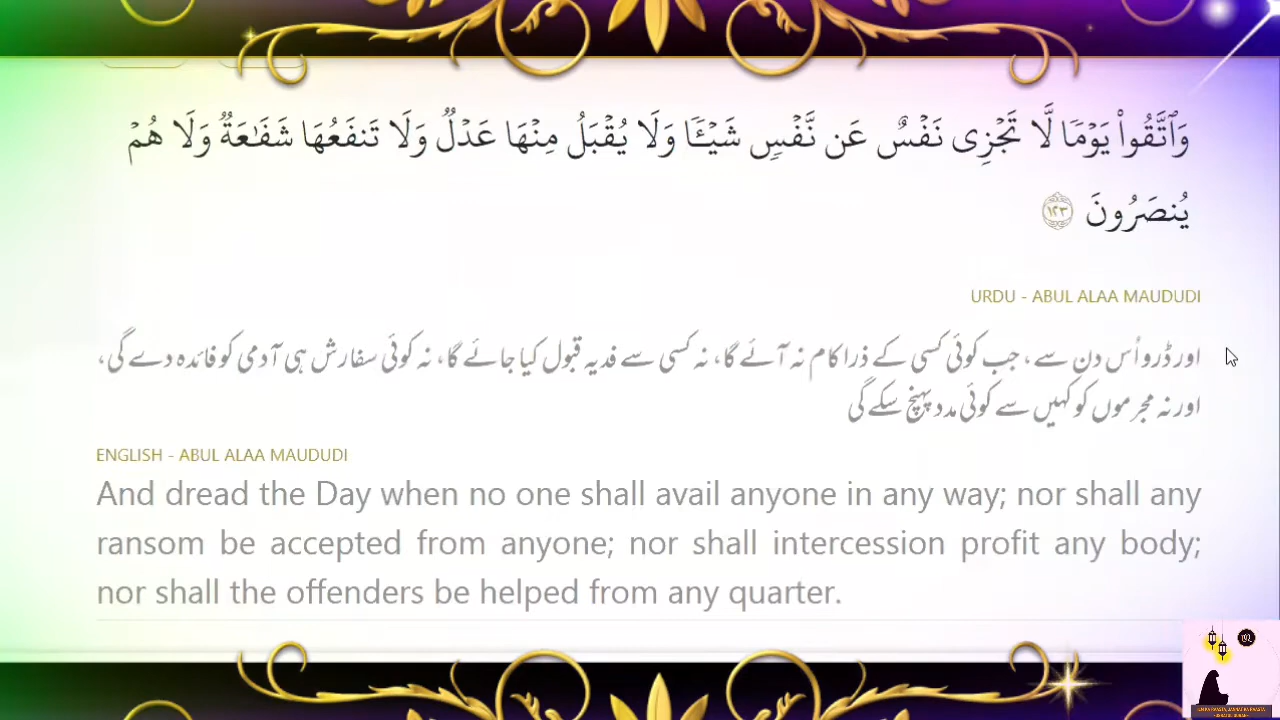 وَٱتَّقُوا۟ يَوْمًا لَّا تَجْزِى نَفْسٌ عَن نَّفْسٍ شَيْـًٔا وَلَا يُقْبَلُ مِنْهَا عَدْلٌ وَلَا تَنفَعُهَا شَفَـٰعَةٌ وَلَا هُمْ
يُنصَرُونَ ١٢٣
URDU - ABUL ALAA MAUDUDI
اور ڈرو اُس دن سے، جب کوئی کسی کے ذرا کام نہ آئے گا، نہ کسی سے فدیہ قبول کیا جائے گا، نہ کوئی سفارش ہی آدمی کو فائدہ دے گی،
اور نہ مجرموں کو کہیں سے کوئی مدد پہنچ سکے گی
ENGLISH - ABUL ALAA MAUDUDI
And dread the Day when no one shall avail anyone in any way; nor shall any
ransom be accepted from anyone; nor shall intercession profit any body;
nor shall the offenders be helped from any quarter.